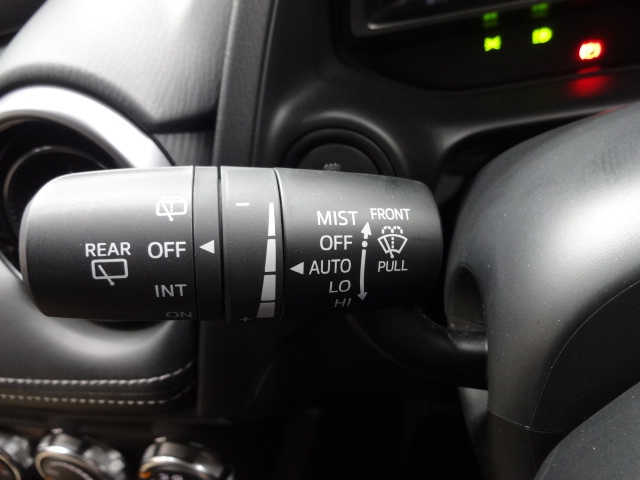 REAR
OFF
INT
ON
−
+
MIST
OFF
AUTO
LO
HI
FRONT
PULL